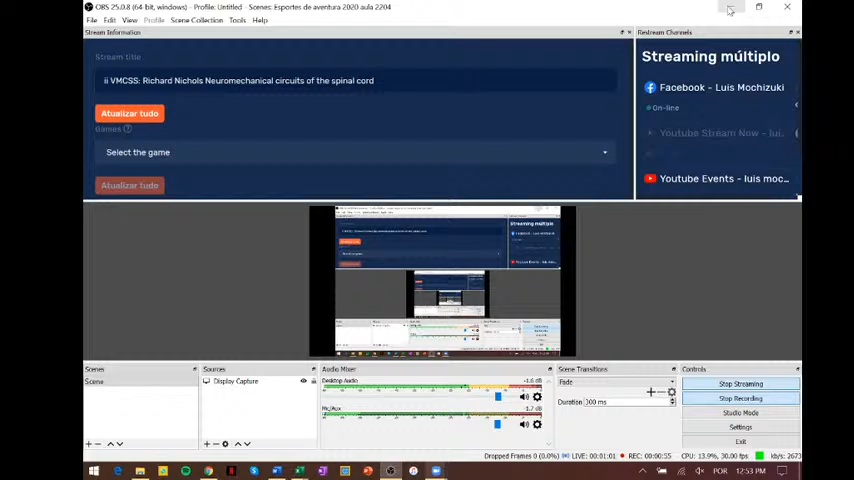 OBS 25.0.8 (64-bit, windows) - Profile: Untitled - Scenes: Esportes de aventura 2020 aula 2204
File Edit View Profile Scene Collection Tools Help
Stream Information
Restream Channels
Stream title
ii VMCSS: Richard Nichols Neuromechanical circuits of the spinal cord
Atualizar tudo
Games
Select the game
Atualizar tudo
Streaming múltiplo
Facebook - Luis Mochizuki
On-line
Youtube Stream Now - lui...
Youtube Events - luis moc...
Streaming múltiplo
Scenes
Scene
Sources
Display Capture
Audio Mixer
Desktop Audio
-1.6 dB
Mic/Aux
-1.7 dB
Scene Transitions
Fade
Duration 300 ms
Controls
Stop Streaming
Stop Recording
Studio Mode
Settings
Exit
Dropped Frames 0 (0.0%) LIVE: 00:01:01 REC: 00:00:55 CPU: 13.9%, 30.00 fps kb/s: 2673
POR 12:53 PM